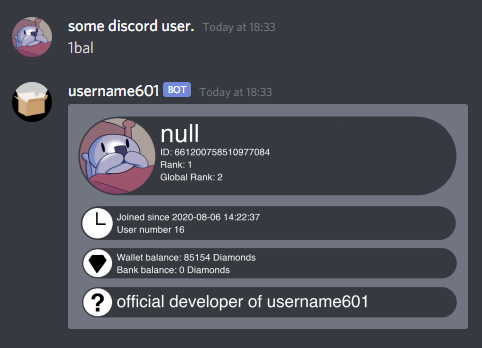 some discord user. Today at 18:33
1bal
username601 BOT Today at 18:33
null
ID: 661200758510977084
Rank: 1
Global Rank: 2
Joined since 2020-08-06 14:22:37
User number 16
Wallet balance: 85154 Diamonds
Bank balance: 0 Diamonds
? official developer of username601